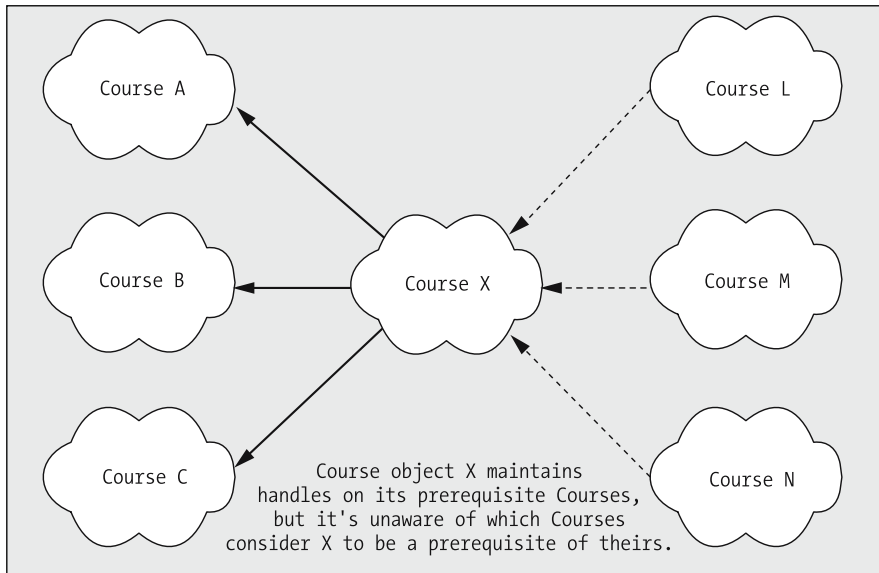 Course A
Course L
Course B
Course X
Course M
Course C
Course N
Course object X maintains
handles on its prerequisite Courses,
but it's unaware of which Courses
consider X to be a prerequisite of theirs.